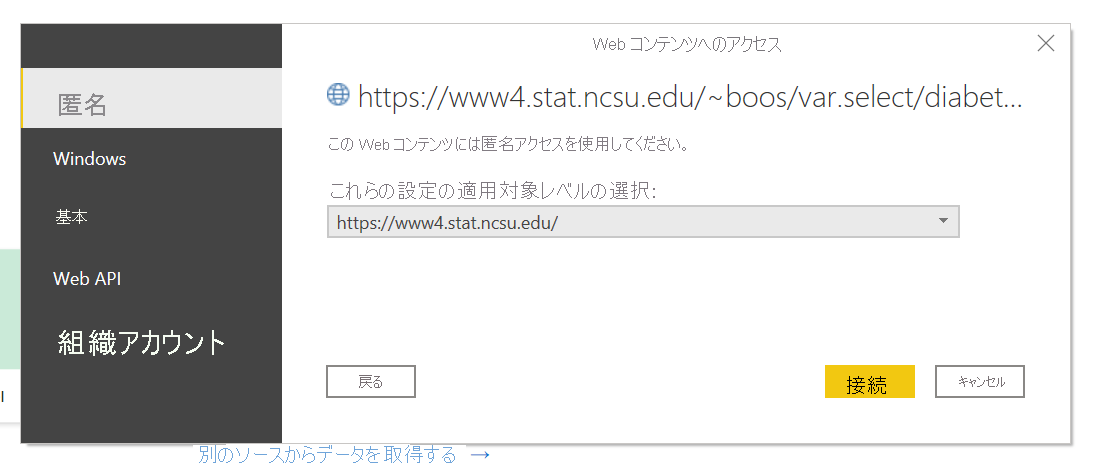 Web コンテンツへのアクセス
匿名
Windows
基本
Web API
組織アカウント
https://www4.stat.ncsu.edu/~boos/var.select/diabet...
この Web コンテンツには匿名アクセスを使用してください。
これらの設定の適用対象レベルの選択:
https://www4.stat.ncsu.edu/
戻る
接続
キャンセル
別のソースからデータを取得する →